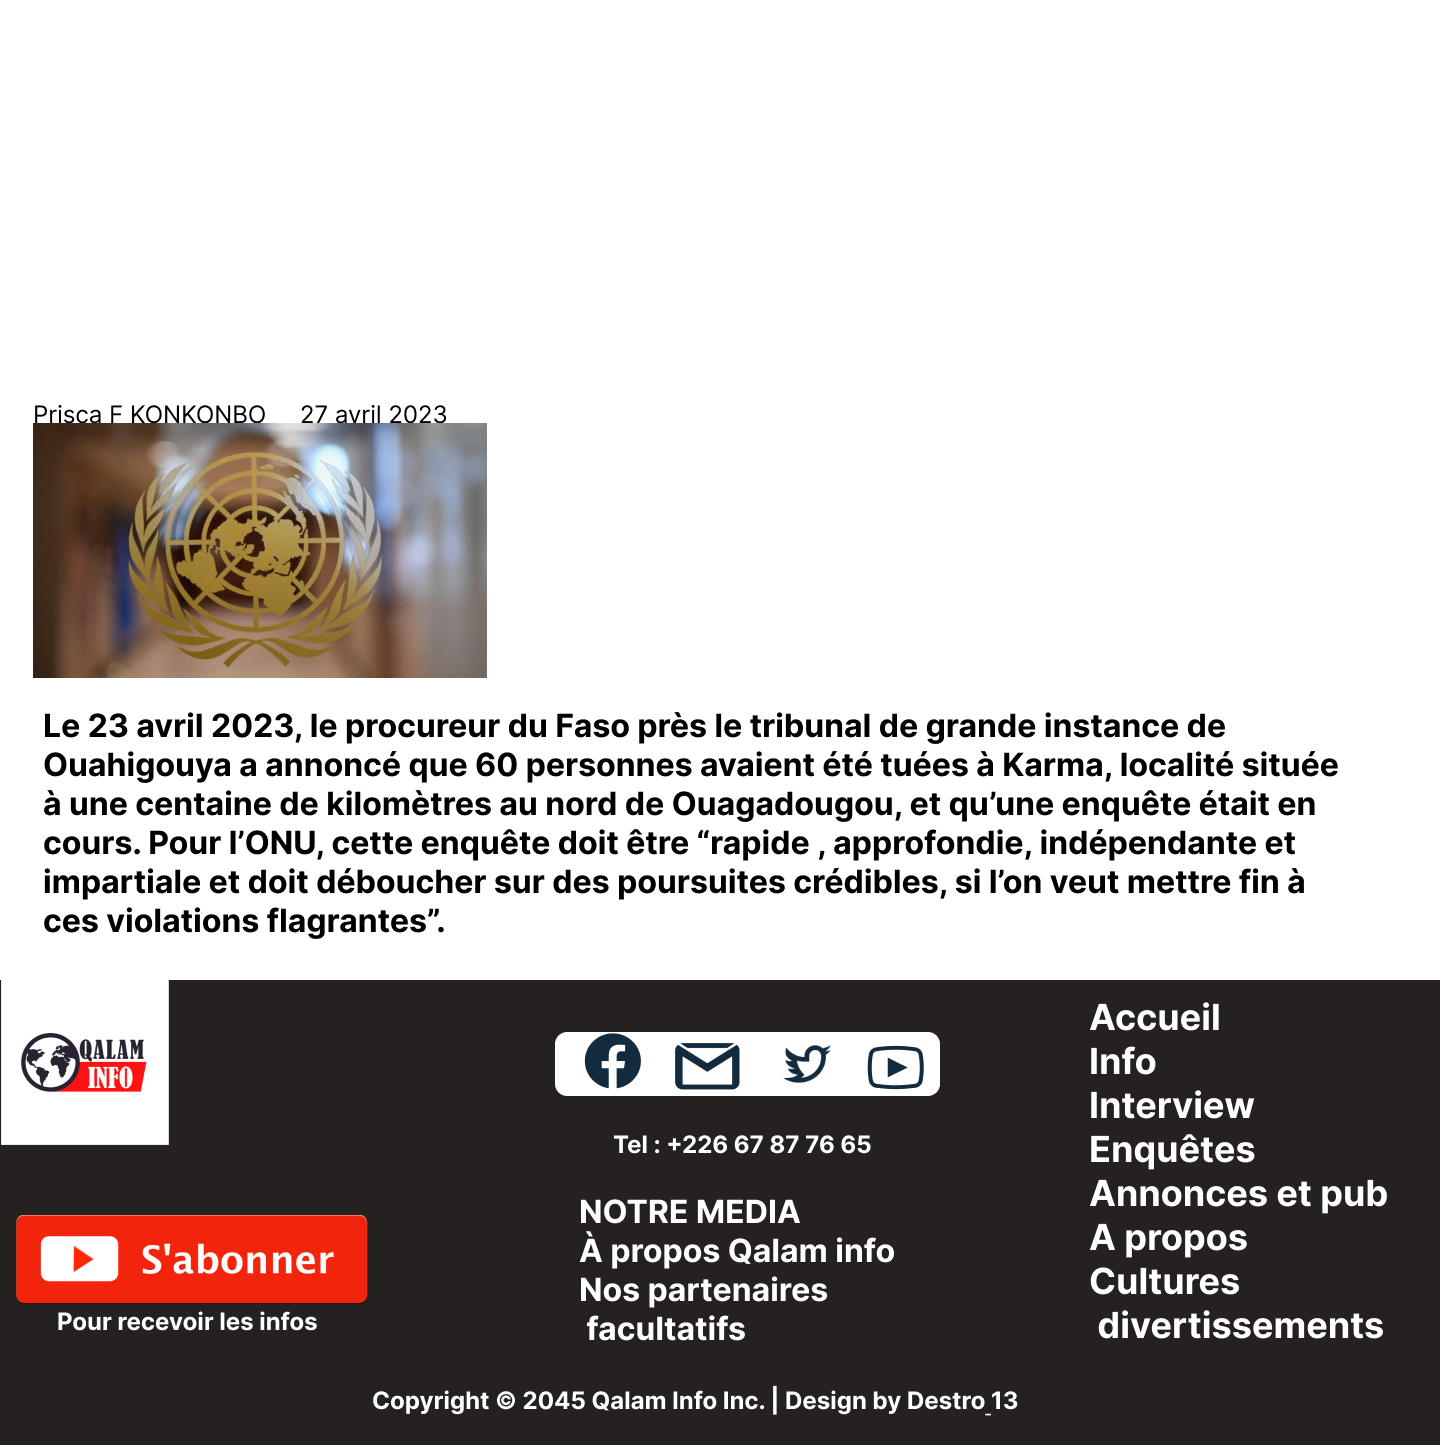 Prisca F KONKONBO 27 avril 2023
Le 23 avril 2023, le procureur du Faso près le tribunal de grande instance de
Ouahigouya a annoncé que 60 personnes avaient été tuées à Karma, localité située
à une centaine de kilomètres au nord de Ouagadougou, et qu’une enquête était en
cours. Pour l’ONU, cette enquête doit être “rapide , approfondie, indépendante et
impartiale et doit déboucher sur des poursuites crédibles, si l’on veut mettre fin à
ces violations flagrantes”.
QALAM
INFO
S'abonner
Pour recevoir les infos
Tel : +226 67 87 76 65
NOTRE MEDIA
À propos Qalam info
Nos partenaires
facultatifs
Accueil
Info
Interview
Enquêtes
Annonces et pub
A propos
Cultures
divertissements
Copyright © 2045 Qalam Info Inc. | Design by Destro_13